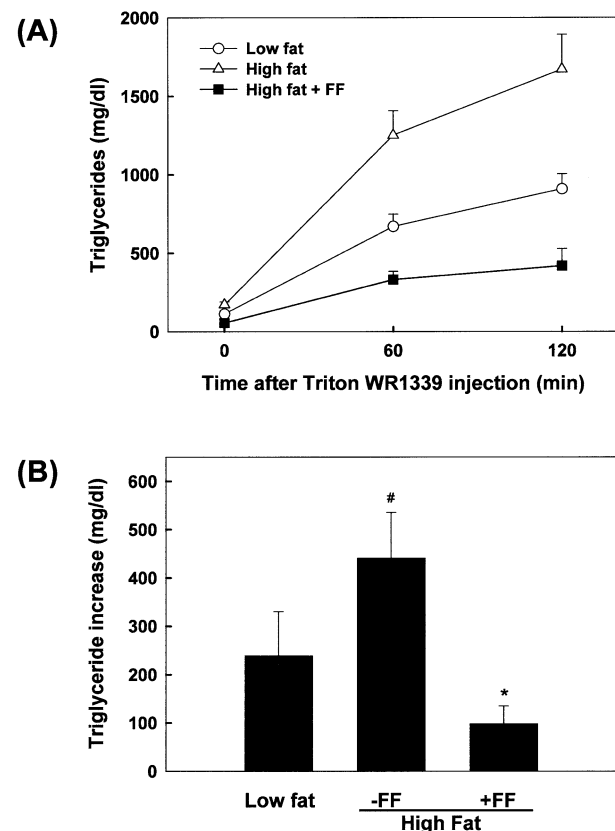 (A)
2000
1500
1000
500
0
Triglycerides (mg/dl)
Low fat
High fat
High fat + FF
0 60 120
Time after Triton WR1339 injection (min)
(B)
600
500
400
300
200
100
0
Triglyceride increase (mg/dl)
#
*
Low fat -FF +FF
High Fat